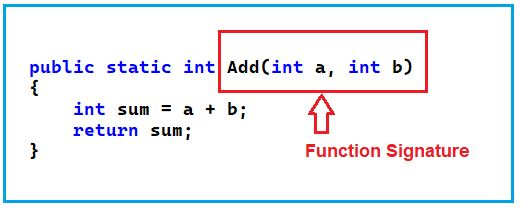 public static int Add(int a, int b)
{
    int sum = a + b;
    return sum;
}
Function Signature